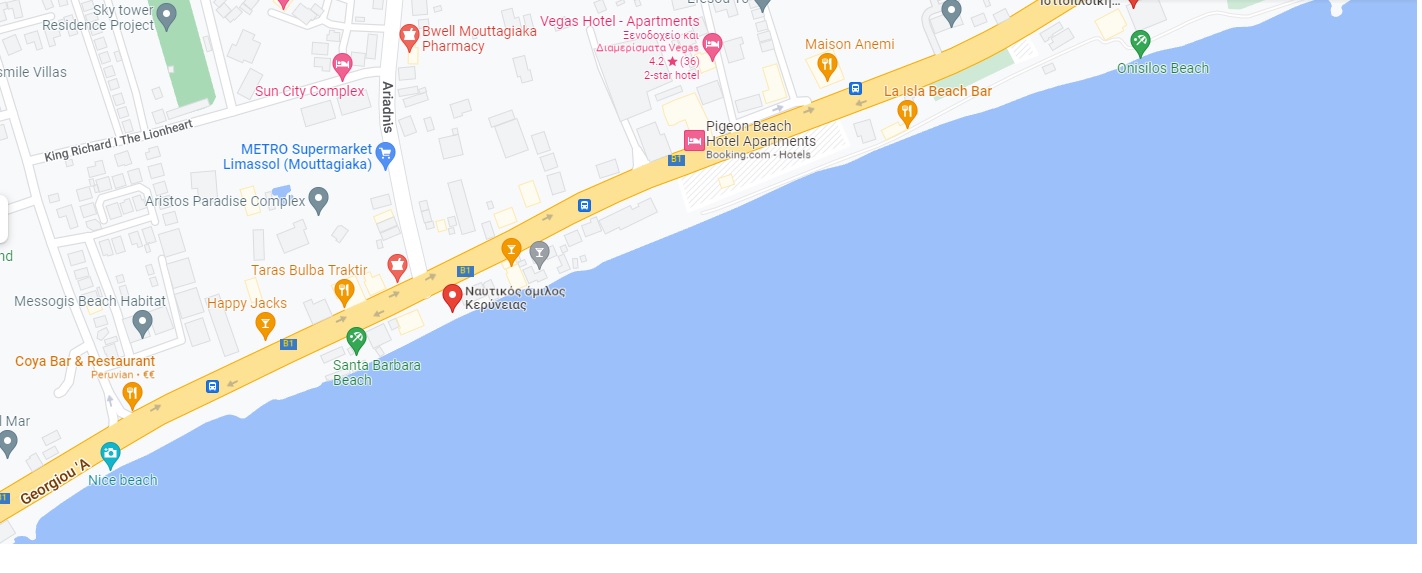 Sky tower
Residence Project
smile Villas
Bwell Mouttagiaka
Pharmacy
Sun City Complex
Ariadnis
King Richard I The Lionheart
METRO Supermarket
Limassol (Mouttagiaka)
Aristos Paradise Complex
Vegas Hotel - Apartments
Ξενοδοχείο και
Διαμερίσματα Vegas
4.2 ★ (36)
2-star hotel
Maison Anemi
La Isla Beach Bar
Onisilos Beach
Pigeon Beach
Hotel Apartments
Booking.com - Hotels
B1
nd
Taras Bulba Traktir
B1
Messogis Beach Habitat
Happy Jacks
Ναυτικός όμιλος
Κερύνειας
B1
Coya Bar & Restaurant
Peruvian • €€
Santa Barbara
Beach
l Mar
Nice beach
Georgiou 'A